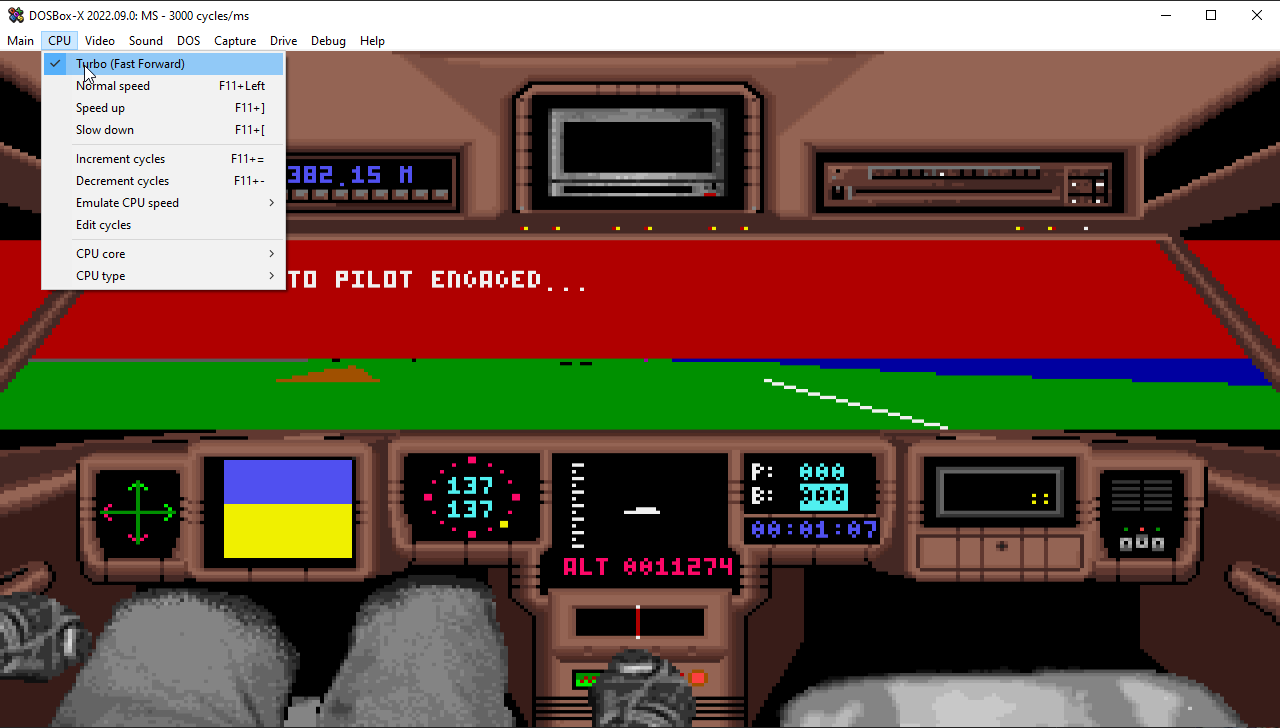 DOSBox-X 2022.09.0: MS - 3000 cycles/ms
Main CPU Video Sound DOS Capture Drive Debug Help
Turbo (Fast Forward)
Normal speed F11+Left
Speed up F11+]
Slow down F11+[
Increment cycles F11+=
Decrement cycles F11+-
Emulate CPU speed
Edit cycles
CPU core
CPU type
382.15 M
TO PILOT ENGAGED...
137
137
P: 000
B: 300
00:01:07
ALT 0011274